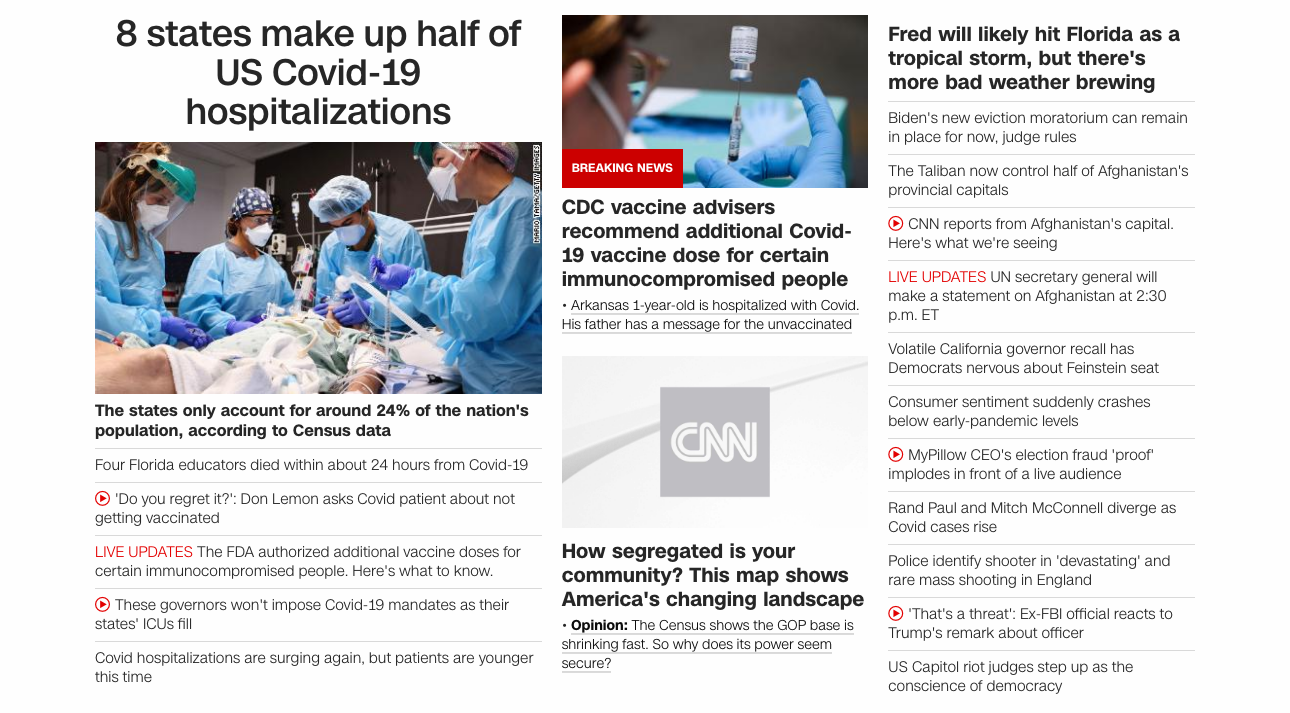 8 states make up half of
US Covid-19
hospitalizations
MARIO TAMA/GETTY IMAGES
The states only account for around 24% of the nation's
population, according to Census data
Four Florida educators died within about 24 hours from Covid-19
'Do you regret it?': Don Lemon asks Covid patient about not
getting vaccinated
LIVE UPDATES The FDA authorized additional vaccine doses for
certain immunocompromised people. Here's what to know.
These governors won't impose Covid-19 mandates as their
states' ICUs fill
Covid hospitalizations are surging again, but patients are younger
this time
BREAKING NEWS
CDC vaccine advisers
recommend additional Covid-
19 vaccine dose for certain
immunocompromised people
• Arkansas 1-year-old is hospitalized with Covid.
His father has a message for the unvaccinated
CNN
How segregated is your
community? This map shows
America's changing landscape
• Opinion: The Census shows the GOP base is
shrinking fast. So why does its power seem
secure?
Fred will likely hit Florida as a
tropical storm, but there's
more bad weather brewing
Biden's new eviction moratorium can remain
in place for now, judge rules
The Taliban now control half of Afghanistan's
provincial capitals
CNN reports from Afghanistan's capital.
Here's what we're seeing
LIVE UPDATES UN secretary general will
make a statement on Afghanistan at 2:30
p.m. ET
Volatile California governor recall has
Democrats nervous about Feinstein seat
Consumer sentiment suddenly crashes
below early-pandemic levels
MyPillow CEO's election fraud 'proof'
implodes in front of a live audience
Rand Paul and Mitch McConnell diverge as
Covid cases rise
Police identify shooter in 'devastating' and
rare mass shooting in England
'That's a threat': Ex-FBI official reacts to
Trump's remark about officer
US Capitol riot judges step up as the
conscience of democracy